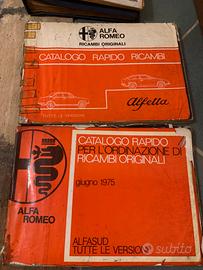 ALFA
ROMEO
RICAMBI ORIGINALI
CATALOGO RAPIDO RICAMBI
TUTTE LE VERSIONI
Alfetta
CATALOGO RAPIDO
PER L'ORDINAZIONE DI
RICAMBI ORIGINALI
giugno 1975
ALFA
ROMEO
ALFASUD
TUTTE LE VERSIONI
subito